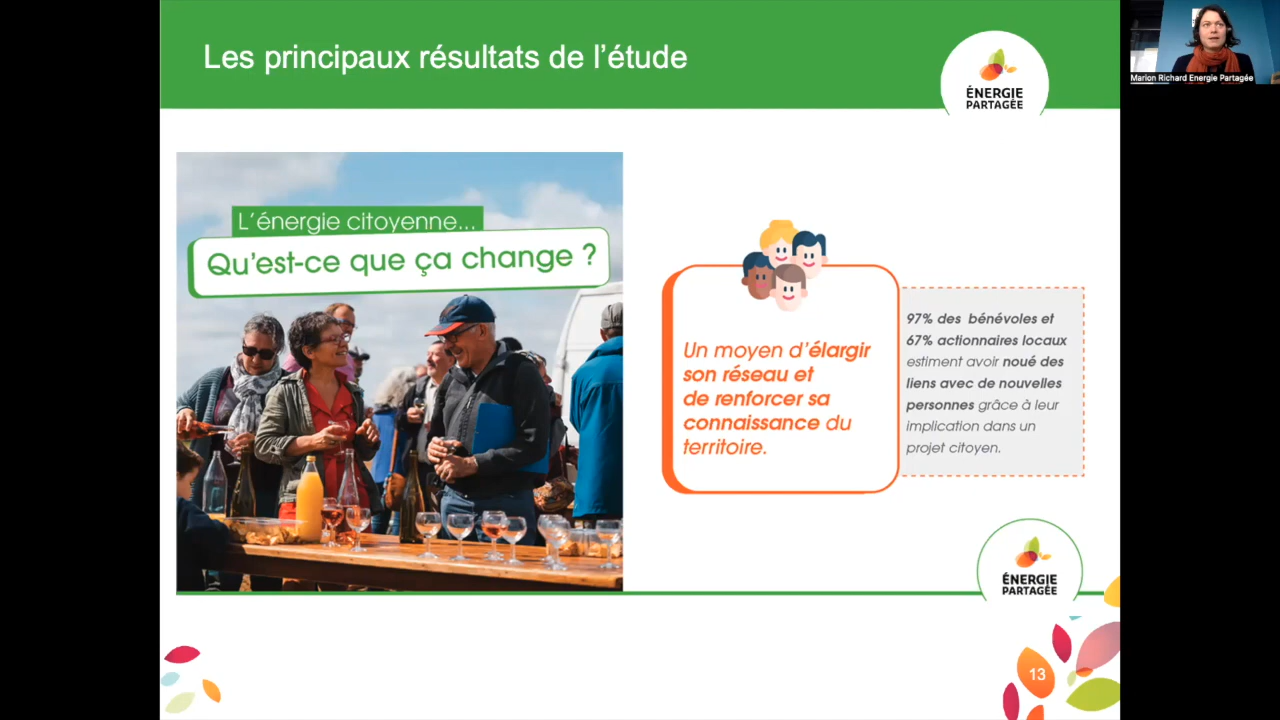 Les principaux résultats de l'étude
ÉNERGIE
PARTAGÉE
Marion Richard Energie Partagée
L'énergie citoyenne...
Qu'est-ce que ça change ?
Un moyen d'élargir
son réseau et
de renforcer sa
connaissance du
territoire.
97% des bénévoles et
67% actionnaires locaux
estiment avoir noué des
liens avec de nouvelles
personnes grâce à leur
implication dans un
projet citoyen.
ÉNERGIE
PARTAGÉE
13